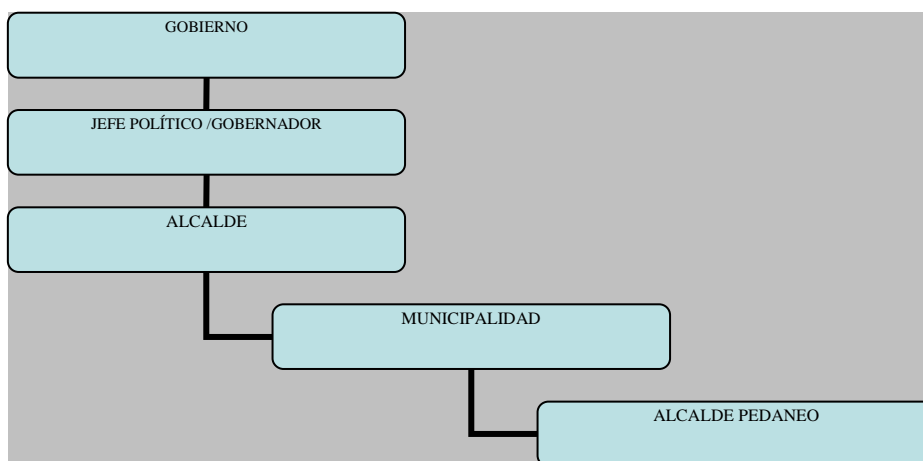 GOBIERNO
JEFE POLÍTICO /GOBERNADOR
ALCALDE
MUNICIPALIDAD
ALCALDE PEDANEO